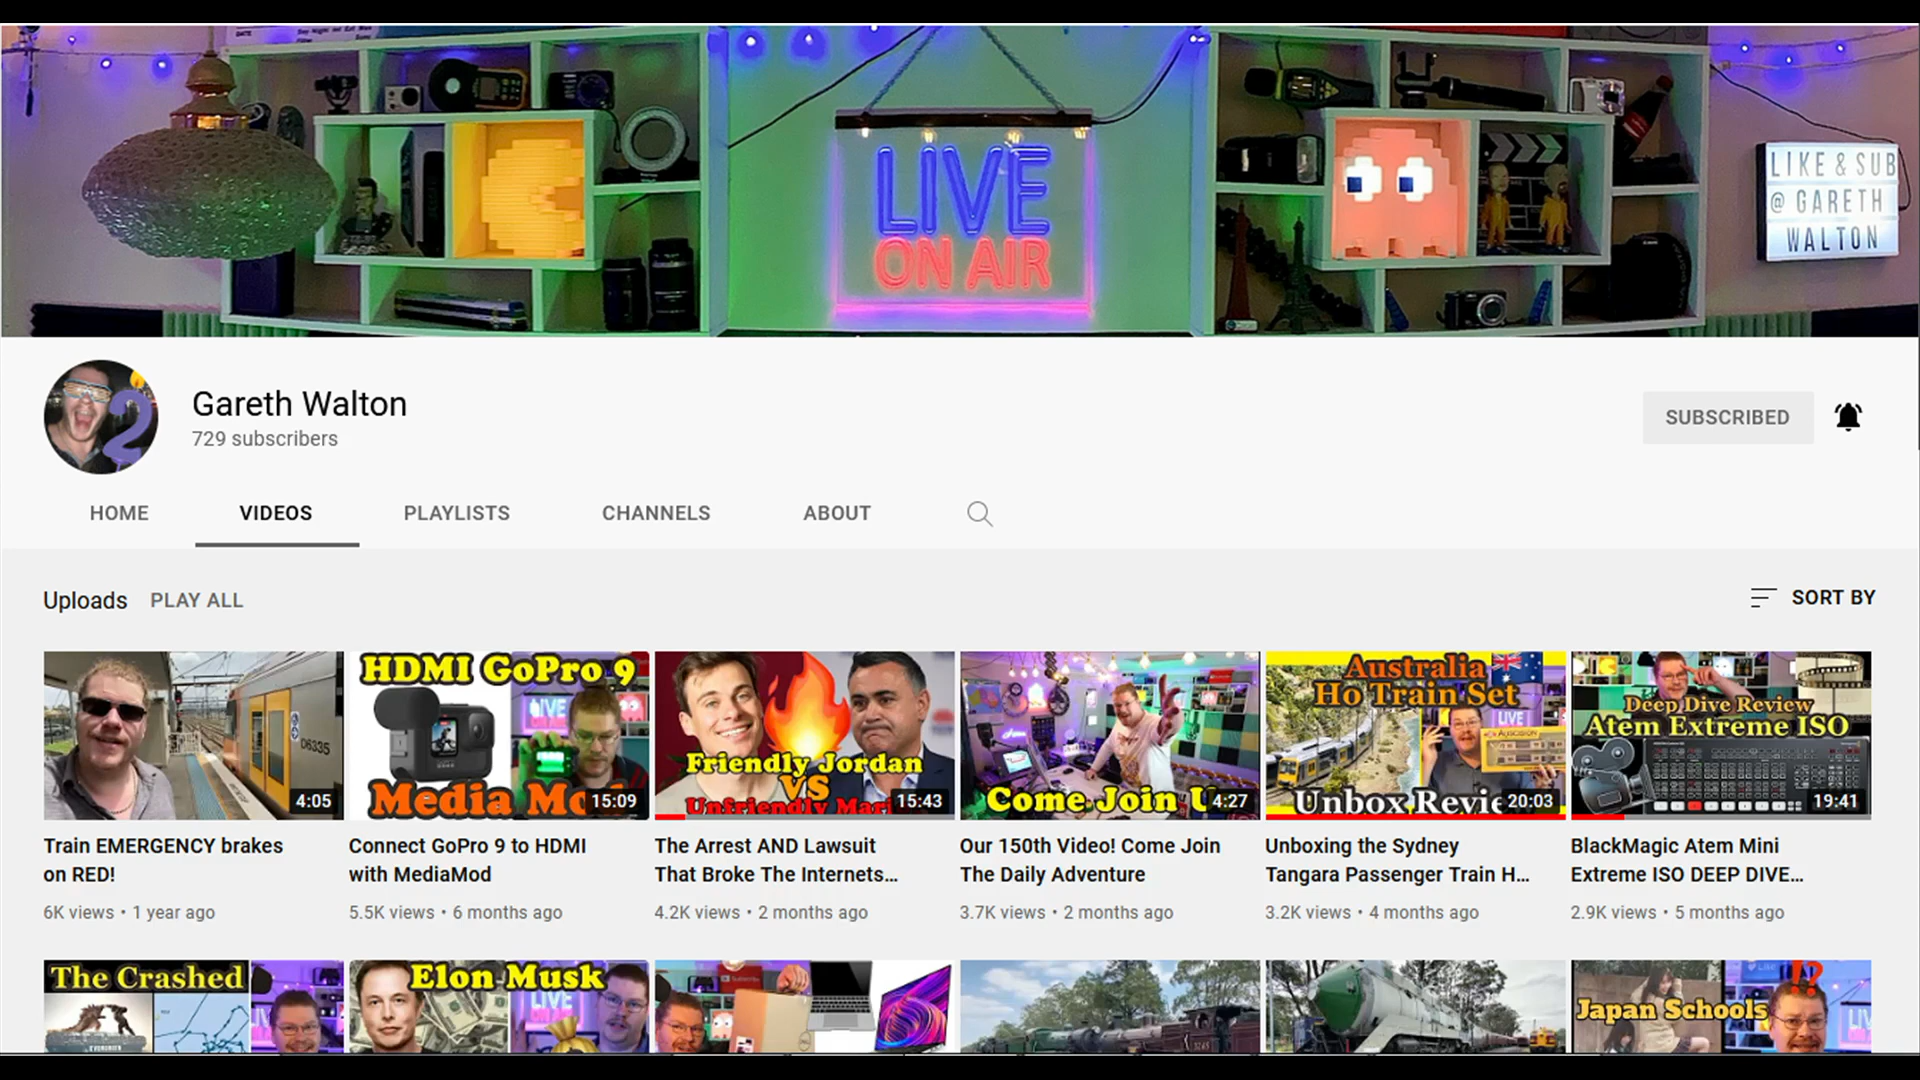 LIVE
ON AIR
LIKE & SUB
@ GARETH
WALTON
Gareth Walton
729 subscribers
SUBSCRIBED
HOME
VIDEOS
PLAYLISTS
CHANNELS
ABOUT
Uploads
PLAY ALL
SORT BY
D6335
4:05
Train EMERGENCY brakes
on RED!
6K views • 1 year ago
HDMI GoPro 9
Media Mo
15:09
Connect GoPro 9 to HDMI
with MediaMod
5.5K views • 6 months ago
Friendly Jordan
VS
Unfriendly Mari
15:43
The Arrest AND Lawsuit
That Broke The Internets...
4.2K views • 2 months ago
Come Join U
4:27
Our 150th Video! Come Join
The Daily Adventure
3.7K views • 2 months ago
Australia
Ho Train Set
LIVE
Unbox Revie
20:03
Unboxing the Sydney
Tangara Passenger Train H...
3.2K views • 4 months ago
Deep Dive Review
Atem Extreme ISO
19:41
BlackMagic Atem Mini
Extreme ISO DEEP DIVE...
2.9K views • 5 months ago
The Crashed
Elon Musk
LIVE
Japan Schools